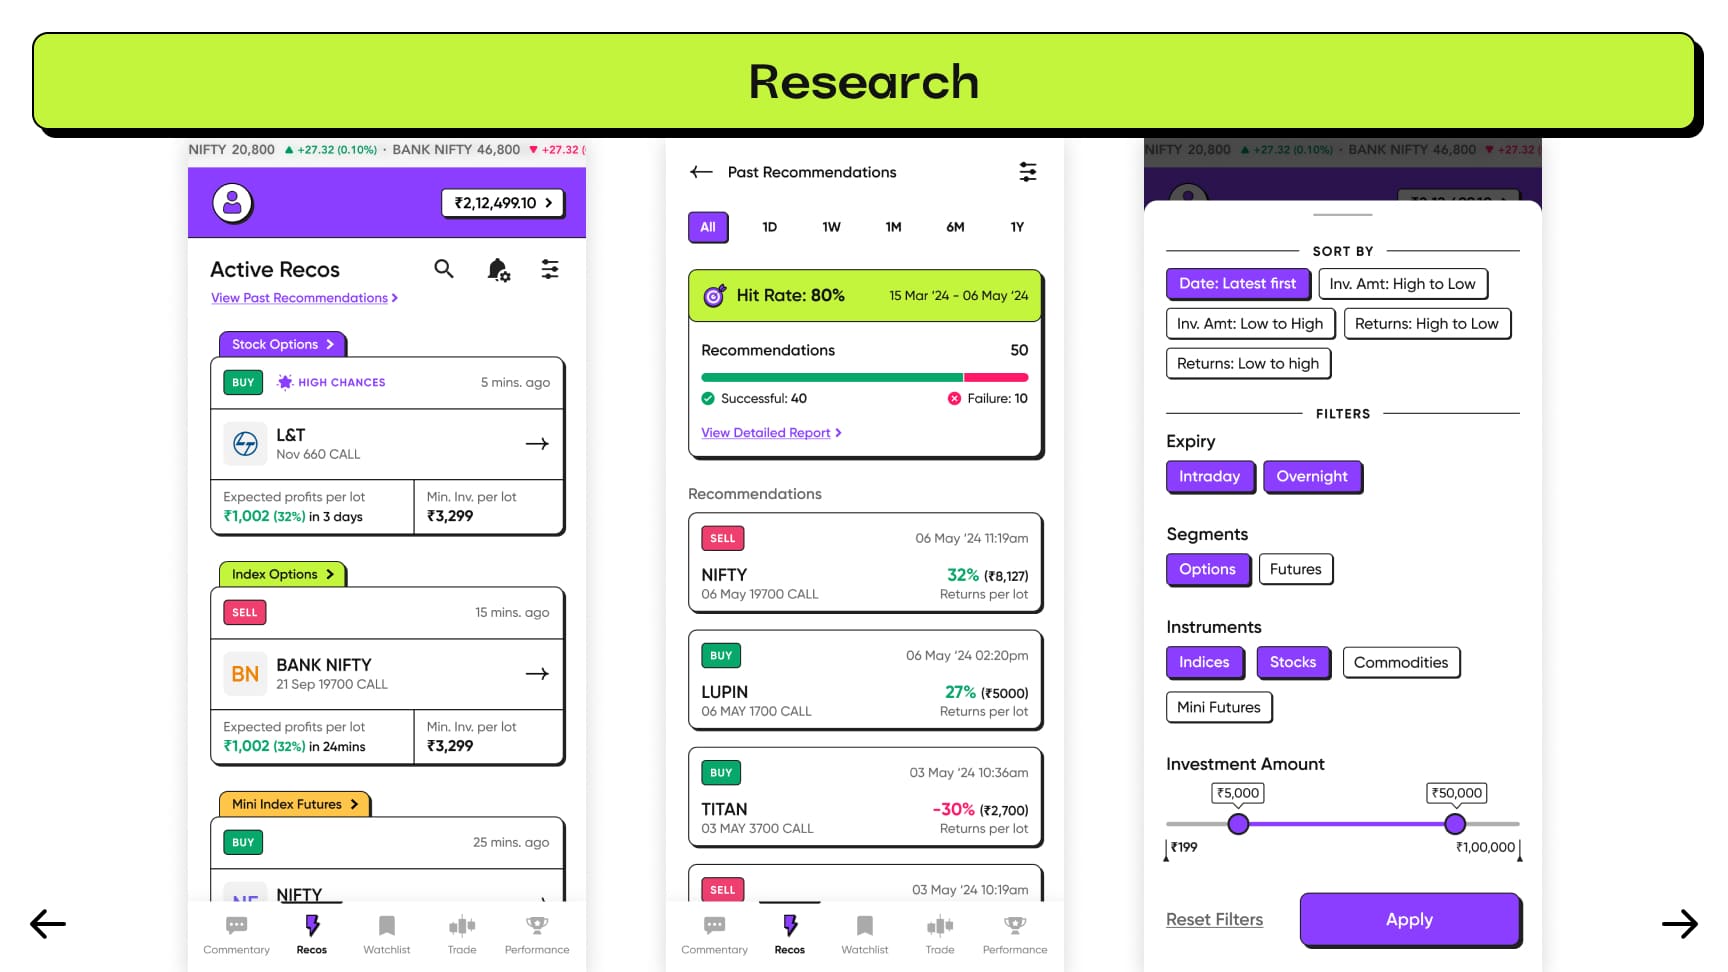 Research
NIFTY 20,800 ▲ +27.32 (0.10%) · BANK NIFTY 46,800 ▼ +27.32 (
₹2,12,499.10 >
Active Recos
View Past Recommendations >
Stock Options >
BUY HIGH CHANCES 5 mins. ago
L&T
Nov 660 CALL
Expected profits per lot Min. Inv. per lot
₹1,002 (32%) in 3 days ₹3,299
Index Options >
SELL 15 mins. ago
BN BANK NIFTY
21 Sep 19700 CALL
Expected profits per lot Min. Inv. per lot
₹1,002 (32%) in 24mins ₹3,299
Mini Index Futures >
BUY 25 mins. ago
NIFTY
Commentary Recos Watchlist Trade Performance
Past Recommendations
All 1D 1W 1M 6M 1Y
Hit Rate: 80% 15 Mar ‘24 - 06 May ‘24
Recommendations 50
Successful: 40 Failure: 10
View Detailed Report >
Recommendations
SELL 06 May ‘24 11:19am
NIFTY 32% (₹8,127)
06 May 19700 CALL Returns per lot
BUY 06 May ‘24 02:20pm
LUPIN 27% (₹5000)
06 MAY 1700 CALL Returns per lot
BUY 03 May ‘24 10:36am
TITAN -30% (₹2,700)
03 MAY 3700 CALL Returns per lot
SELL 03 May ‘24 10:19am
Commentary Recos Watchlist Trade Performance
NIFTY 20,800 ▲ +27.32 (0.10%) · BANK NIFTY 46,800 ▼ +27.32 (
SORT BY
Date: Latest first Inv. Amt: High to Low
Inv. Amt: Low to High Returns: High to Low
Returns: Low to high
FILTERS
Expiry
Intraday Overnight
Segments
Options Futures
Instruments
Indices Stocks Commodities
Mini Futures
Investment Amount
₹5,000 ₹50,000
₹199 ₹1,00,000
Reset Filters Apply